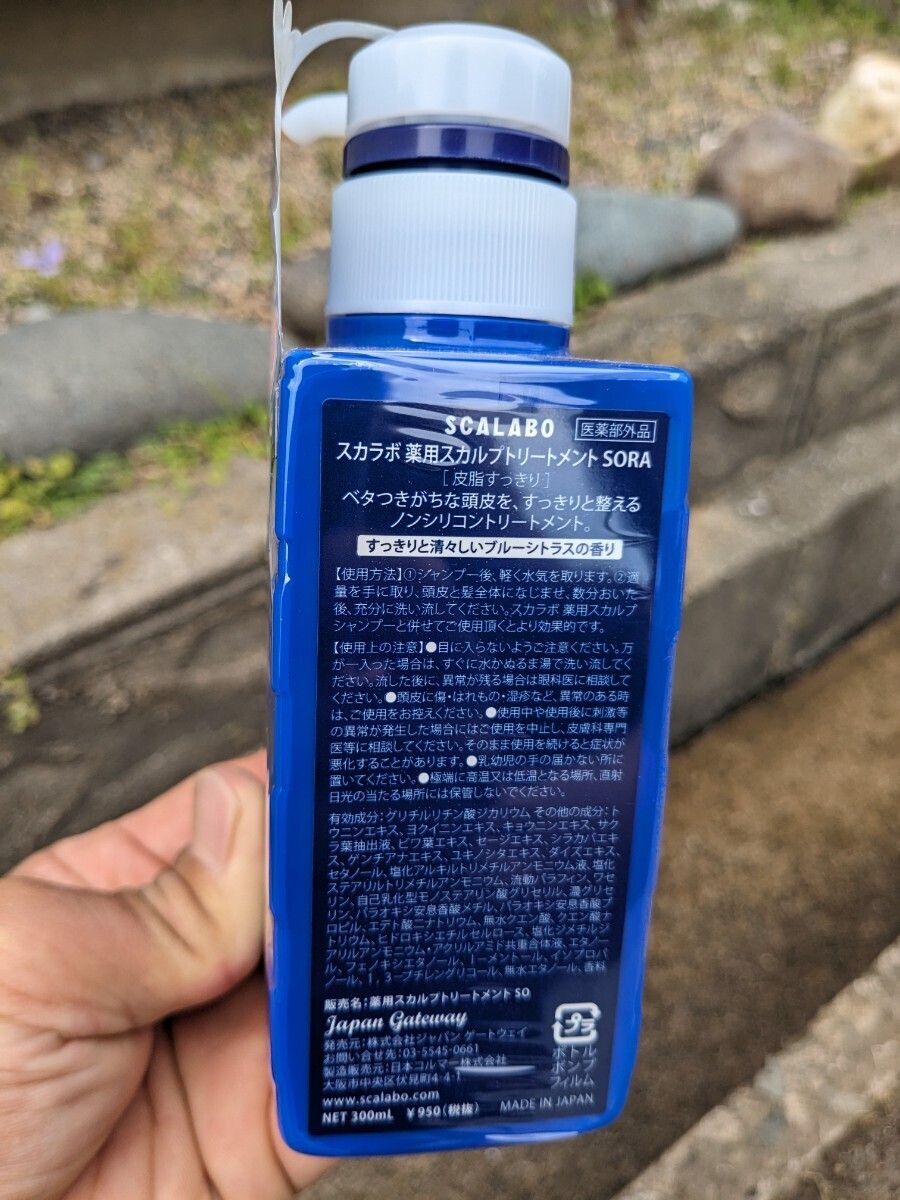 SCALABO 医薬部外品
スカラボ 薬用スカルプトリートメント SORA
[皮脂すっきり]
ベタつきがちな頭皮を、すっきりと整える
ノンシリコントリートメント。
すっきりと清々しいブルーシトラスの香り
【使用方法】①シャンプー後、軽く水気を取ります。②適
量を手に取り、頭皮と髪全体になじませ、数分おいた
後、充分に洗い流してください。スカラボ 薬用スカルプ
シャンプーと併せてご使用頂くとより効果的です。
【使用上の注意】●目に入らないようご注意ください。万
が一入った場合は、すぐに水かぬるま湯で洗い流してく
ださい。流した後に、異常が残る場合は眼科医に相談して
ください。●頭皮に傷・はれもの・湿疹など、異常のある時
は、ご使用をお控えください。●使用中や使用後に刺激等
の異常が発生した場合にはご使用を中止し、皮膚科専門
医等に相談してください。そのまま使用を続けると症状が
悪化することがあります。●乳幼児の手の届かない所に
置いてください。●極端に高温又は低温となる場所、直射
日光の当たる場所には保管しないでください。
有効成分:グリチルリチン酸ジカリウム その他の成分:ト
ウニンエキス、ヨクイニンエキス、キョウニンエキス、サク
ラ葉抽出液、ビワ葉エキス、セージエキス、シラカバエキ
ス、ゲンチアナエキス、ユキノシタエキス、ダイズエキス、
セタノール、塩化アルキルトリメチルアンモニウム液、塩化
ステアリルトリメチルアンモニウム、流動パラフィン、ワセ
リン、自己乳化型モノステアリン酸グリセリル、濃グリセ
リン、パラオキシ安息香酸メチル、パラオキシ安息香酸プ
ロピル、エデト酸二ナトリウム、無水クエン酸、クエン酸ナ
トリウム、ヒドロキシエチルセルロース、塩化ジメチルジ
アリルアンモニウム・アクリルアミド共重合体液、エタノー
ル、フェノキシエタノール、l－メントール、イソプロパ
ノール、1,3－ブチレングリコール、無水エタノール、香料
販売名:薬用スカルプトリートメント SO
Japan Gateway
発売元:株式会社ジャパン ゲートウェイ
お問い合せ先:03-5545-0661
製造販売元:日本コルマー株式会社
大阪市中央区伏見町4-4-1
www.scalabo.com
NET 300mL ￥950(税抜)
プラ
ボトル
ポンプ
フィルム
MADE IN JAPAN